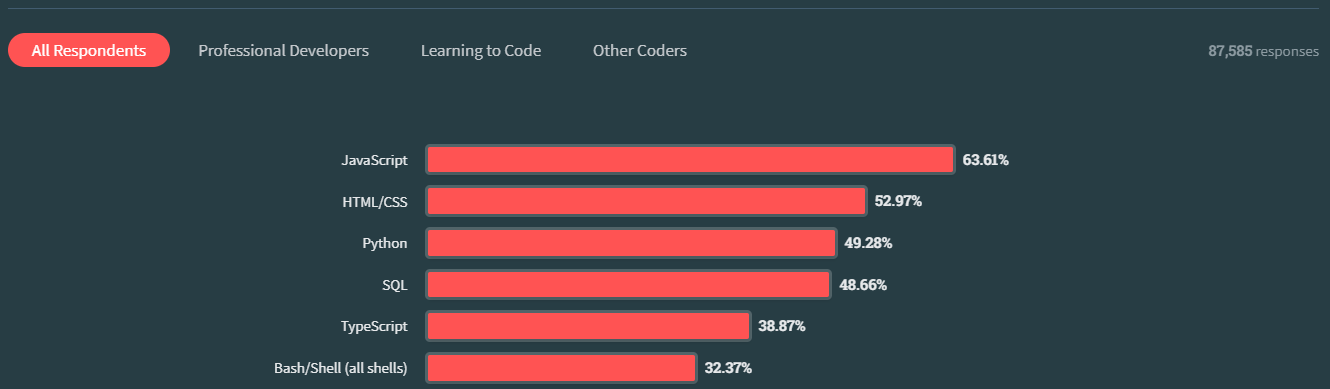 All Respondents Professional Developers Learning to Code Other Coders 87,585 responses
JavaScript 63.61%
HTML/CSS 52.97%
Python 49.28%
SQL 48.66%
TypeScript 38.87%
Bash/Shell (all shells) 32.37%